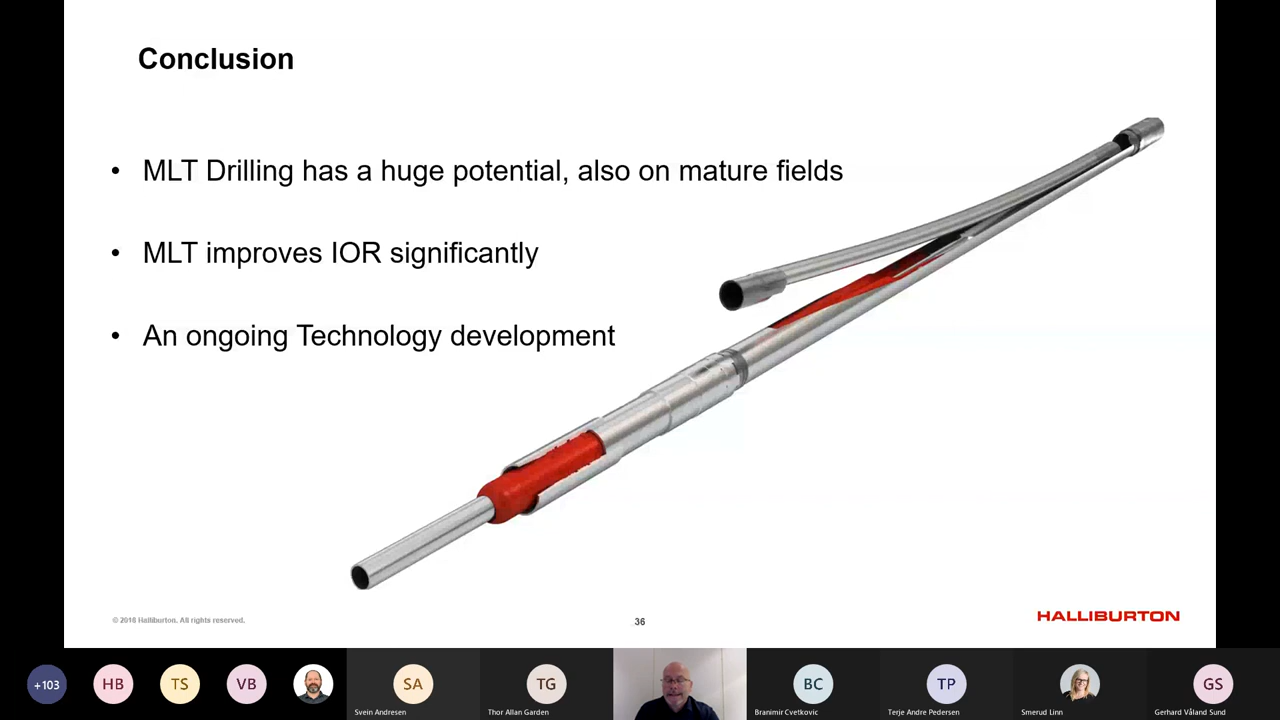 Conclusion
• MLT Drilling has a huge potential, also on mature fields
• MLT improves IOR significantly
• An ongoing Technology development
© 2016 Halliburton. All rights reserved.
36
HALLIBURTON
+103
HB
TS
VB
SA
Svein Andresen
TG
Thor Allan Garden
BC
Branimir Cvetkovic
TP
Terje Andre Pedersen
Smerud Linn
GS
Gerhard Våland Sund